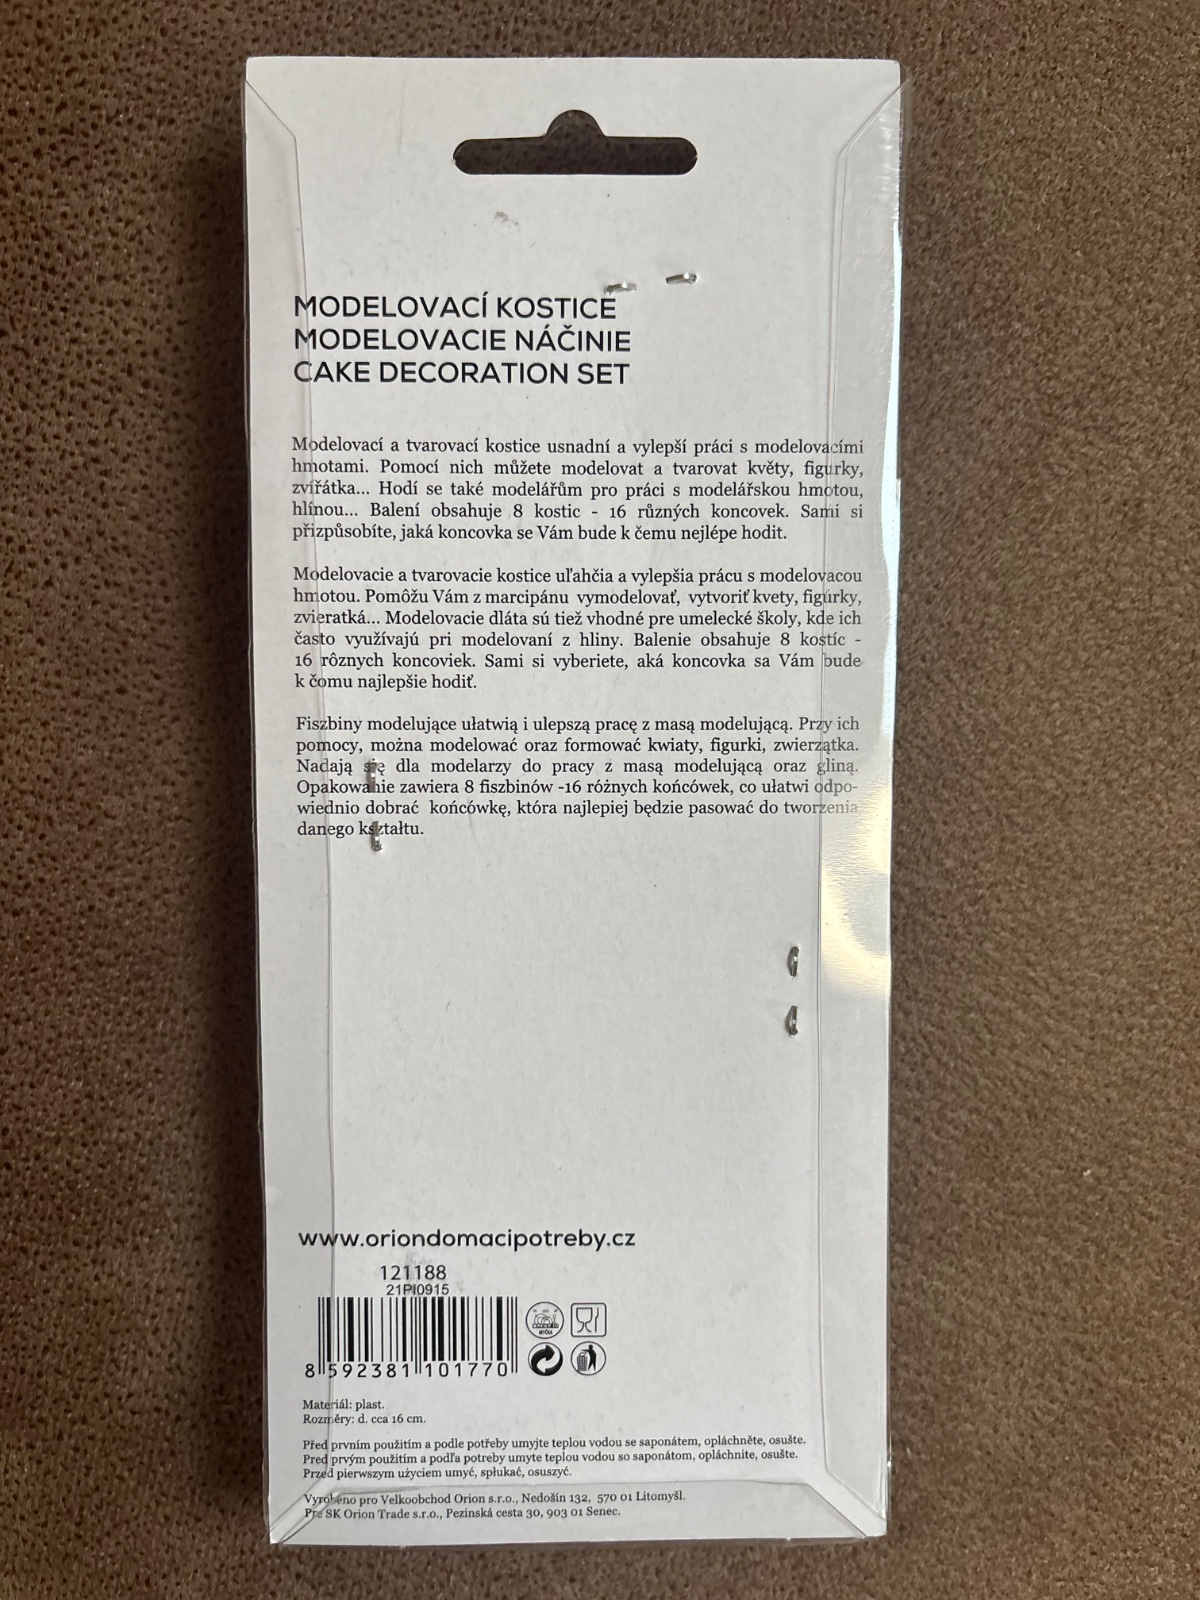 MODELOVACÍ KOSTICE
MODELOVACIE NÁČINIE
CAKE DECORATION SET
Modelovací a tvarovací kostice usnadní a vylepší práci s modelovacími
hmotami. Pomocí nich můžete modelovat a tvarovat květy, figurky,
zvířátka... Hodí se také modelářům pro práci s modelářskou hmotou,
hlínou... Balení obsahuje 8 kostic - 16 různých koncovek. Sami si
přizpůsobíte, jaká koncovka se Vám bude k čemu nejlépe hodit.
Modelovacie a tvarovacie kostice uľahčia a vylepšia prácu s modelovacou
hmotou. Pomôžu Vám z marcipánu vymodelovať, vytvoriť kvety, figúrky,
zvieratká... Modelovacie dláta sú tiež vhodné pre umelecké školy, kde ich
často využívajú pri modelovaní z hliny. Balenie obsahuje 8 kostíc -
16 rôznych koncoviek. Sami si vyberiete, aká koncovka sa Vám bude
k čomu najlepšie hodiť.
Fiszbiny modelujące ułatwią i ulepszą pracę z masą modelującą. Przy ich
pomocy, można modelować oraz formować kwiaty, figurki, zwierzątka.
Nadają się dla modelarzy do pracy z masą modelującą oraz gliną.
Opakowanie zawiera 8 fiszbinów -16 różnych końcówek, co ułatwi odpo-
wiednio dobrać końcówkę, która najlepiej będzie pasować do tworzenia
danego kształtu.
www.oriondomacipotreby.cz
121188
21PI0915
8 592381 101770
MYČKA
Materiál: plast.
Rozměry: d. cca 16 cm.
Před prvním použitím a podle potřeby umyjte teplou vodou se saponátem, opláchněte, osušte.
Pred prvým použitím a podľa potreby umyte teplou vodou so saponátom, opláchnite, osušte.
Przed pierwszym użyciem umyć, spłukać, osuszyć.
Vyrobeno pro Velkoobchod Orion s.r.o., Nedošín 132, 570 01 Litomyšl.
Pre SK Orion Trade s.r.o., Pezinská cesta 30, 903 01 Senec.